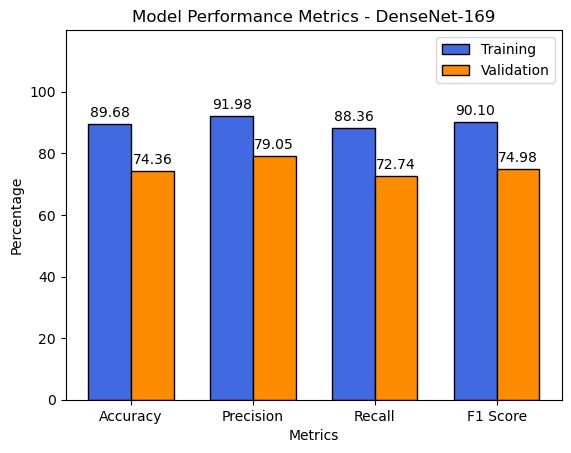 Model Performance Metrics - DenseNet-169
Training
Validation
100
80
60
40
20
0
Percentage
89.68
74.36
91.98
79.05
88.36
72.74
90.10
74.98
Accuracy
Precision
Recall
F1 Score
Metrics